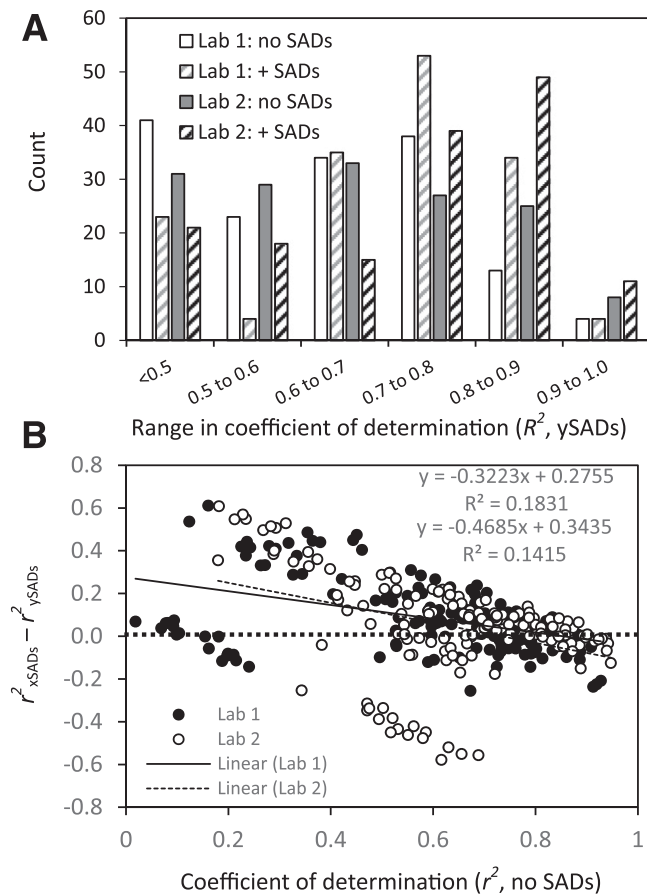 A
60
50
40
30
20
10
0
Count
Lab 1: no SADs
Lab 1: + SADs
Lab 2: no SADs
Lab 2: + SADs
<0.5
0.5 to 0.6
0.6 to 0.7
0.7 to 0.8
0.8 to 0.9
0.9 to 1.0
Range in coefficient of determination (R², ySADs)
B
0.8
0.6
0.4
0.2
0.0
-0.2
-0.4
-0.6
-0.8
r²xSADs – r²ySADs
y = -0.3223x + 0.2755
R² = 0.1831
y = -0.4685x + 0.3435
R² = 0.1415
Lab 1
Lab 2
Linear (Lab 1)
Linear (Lab 2)
0 0.2 0.4 0.6 0.8 1
Coefficient of determination (r², no SADs)